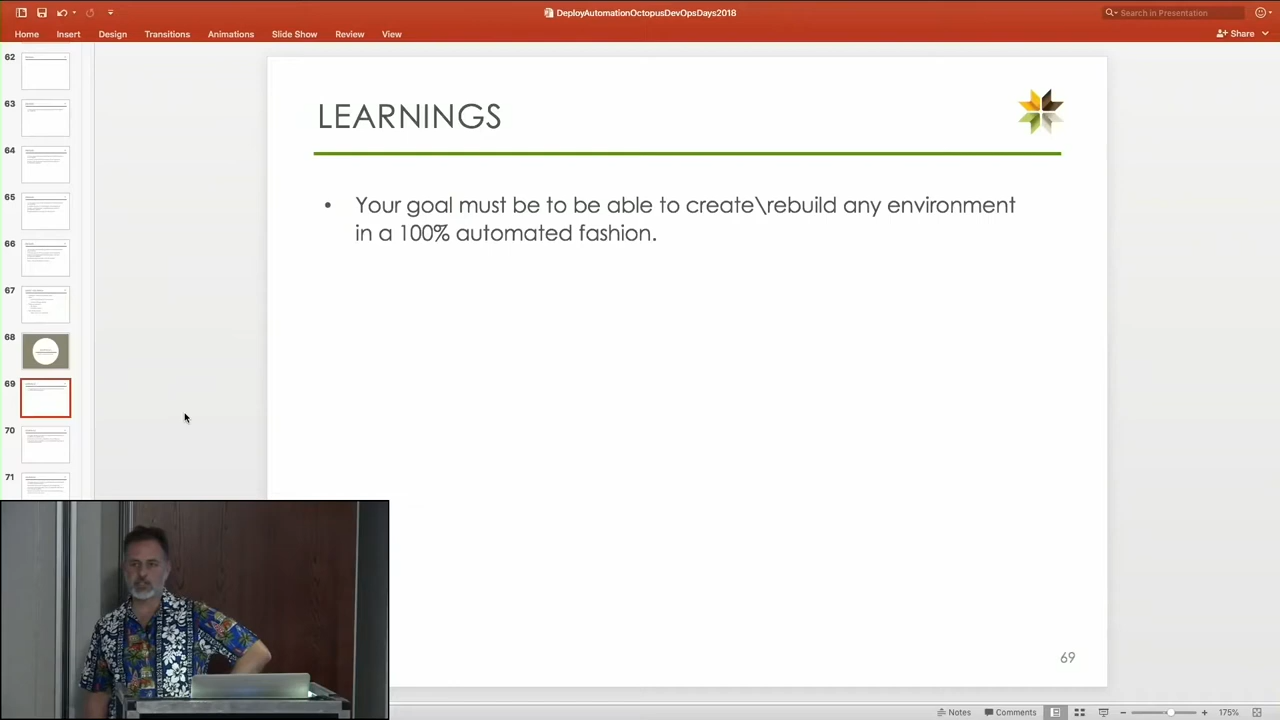 DeployAutomationOctopusDevOpsDays2018
Search in Presentation
Home Insert Design Transitions Animations Slide Show Review View
Share
62
63
64
65
66
67
68
69
70
71
LEARNINGS
• Your goal must be to be able to create\rebuild any environment
in a 100% automated fashion.
69
Notes Comments 175%